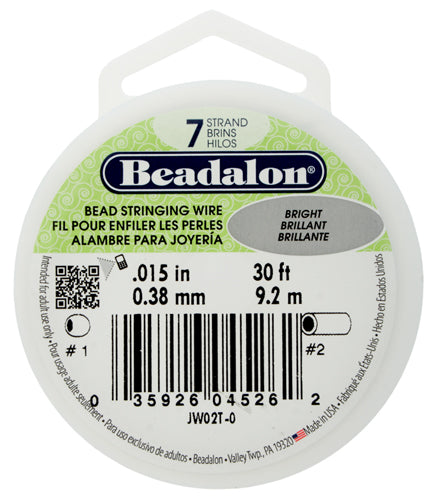 7 STRAND
BRINS
HILOS
Beadalon®
BEAD STRINGING WIRE
FIL POUR ENFILER LES PERLES
ALAMBRE PARA JOYERÍA
BRIGHT
BRILLANT
BRILLANTE
.015 in 30 ft
0.38 mm 9.2 m
# 1
#2
0 35926 04526 2
JW02T-0
Intended for adult use only • Pour usage adulte seulement • Para uso exclusivo de adultos • Beadalon • Valley Twp., PA 19320 Made in USA • Fabriqué aux États-Unis • Hecho en Estados Unidos